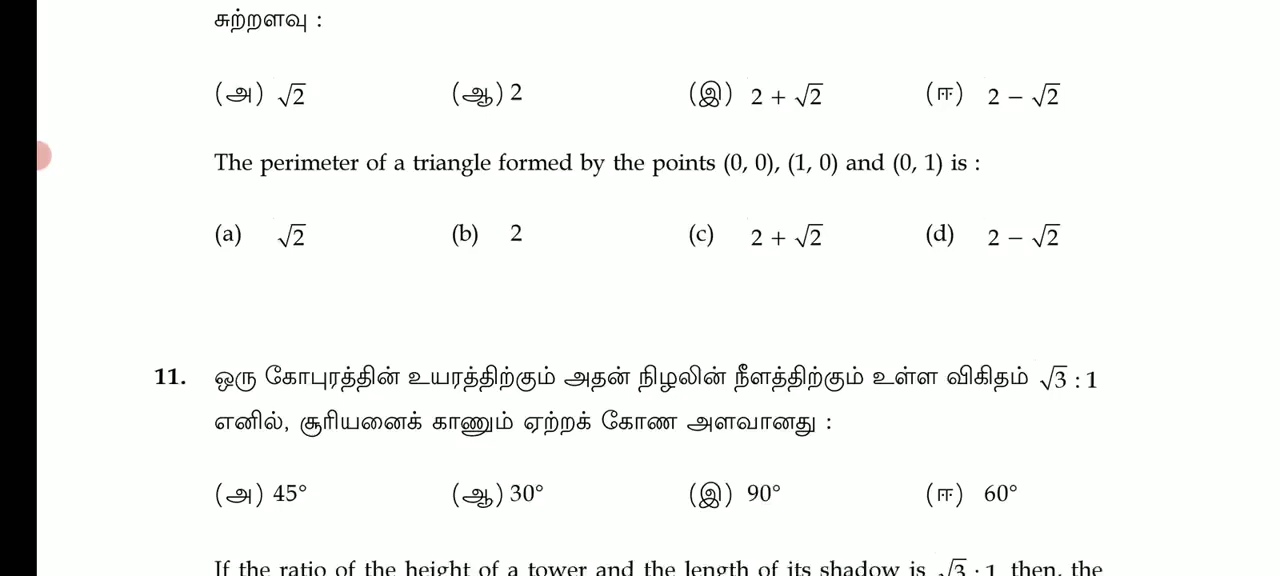 சுற்றளவு :
(அ) √2 (ஆ) 2 (இ) 2 + √2 (ஈ) 2 − √2
The perimeter of a triangle formed by the points (0, 0), (1, 0) and (0, 1) is :
(a) √2 (b) 2 (c) 2 + √2 (d) 2 − √2
11. ஒரு கோபுரத்தின் உயரத்திற்கும் அதன் நிழலின் நீளத்திற்கும் உள்ள விகிதம் √3 : 1
எனில், சூரியனைக் காணும் ஏற்றக் கோண அளவானது :
(அ) 45° (ஆ) 30° (இ) 90° (ஈ) 60°
If the ratio of the height of a tower and the length of its shadow is √3 : 1 then, the